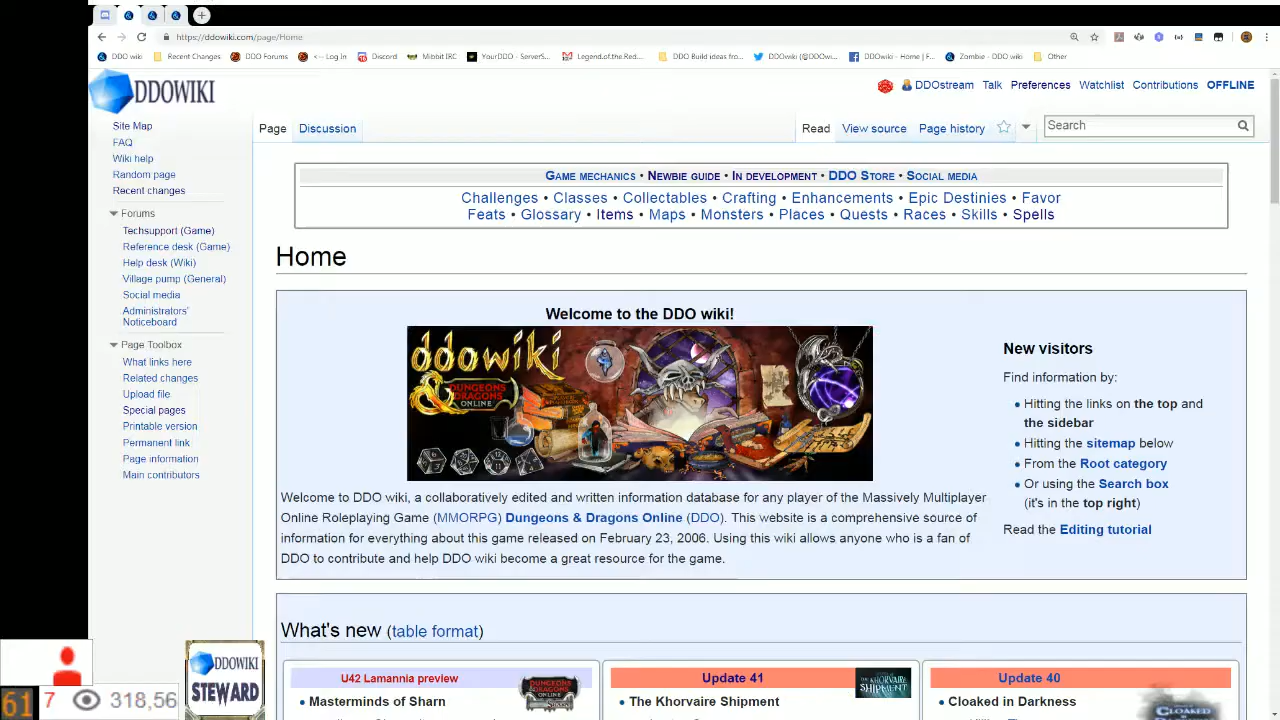 https://ddowiki.com/page/Home
DDO wiki Recent Changes DDO Forums <-- Log In Discord Mibbit IRC YourDDO - ServerS... Legend.of.the.Red... DDO Build ideas fro... DDOwiki (@DDOwi... DDOwiki - Home | F... Zombie - DDO wiki Other
DDOWIKI
DDOstream Talk Preferences Watchlist Contributions OFFLINE
Page Discussion Read View source Page history Search
Site Map
FAQ
Wiki help
Random page
Recent changes
Forums
Techsupport (Game)
Reference desk (Game)
Help desk (Wiki)
Village pump (General)
Social media
Administrators'
Noticeboard
Page Toolbox
What links here
Related changes
Upload file
Special pages
Printable version
Permanent link
Page information
Main contributors
Game mechanics • Newbie guide • In development • DDO Store • Social media
Challenges • Classes • Collectables • Crafting • Enhancements • Epic Destinies • Favor
Feats • Glossary • Items • Maps • Monsters • Places • Quests • Races • Skills • Spells
Home
Welcome to the DDO wiki!
ddowiki
DUNGEONS & DRAGONS ONLINE
Welcome to DDO wiki, a collaboratively edited and written information database for any player of the Massively Multiplayer
Online Roleplaying Game (MMORPG) Dungeons & Dragons Online (DDO). This website is a comprehensive source of
information for everything about this game released on February 23, 2006. Using this wiki allows anyone who is a fan of
DDO to contribute and help DDO wiki become a great resource for the game.
New visitors
Find information by:
Hitting the links on the top and
the sidebar
Hitting the sitemap below
From the Root category
Or using the Search box
(it's in the top right)
Read the Editing tutorial
What's new (table format)
U42 Lamannia preview
Masterminds of Sharn
Update 41
The Khorvaire Shipment
KHORVAIRE SHIPMENT
Update 40
Cloaked in Darkness
DDOWIKI
STEWARD
61 7 318,56